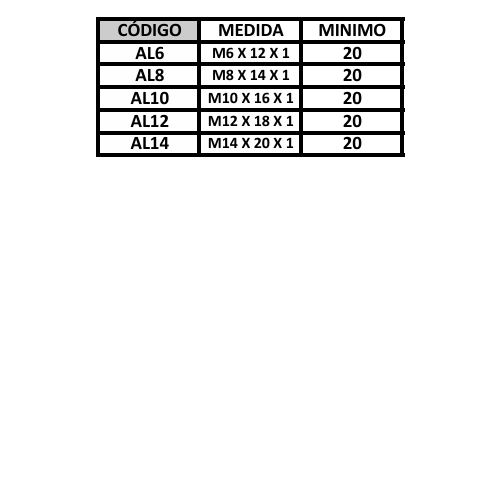 CÓDIGO MEDIDA MINIMO
AL6 M6 X 12 X 1 20
AL8 M8 X 14 X 1 20
AL10 M10 X 16 X 1 20
AL12 M12 X 18 X 1 20
AL14 M14 X 20 X 1 20